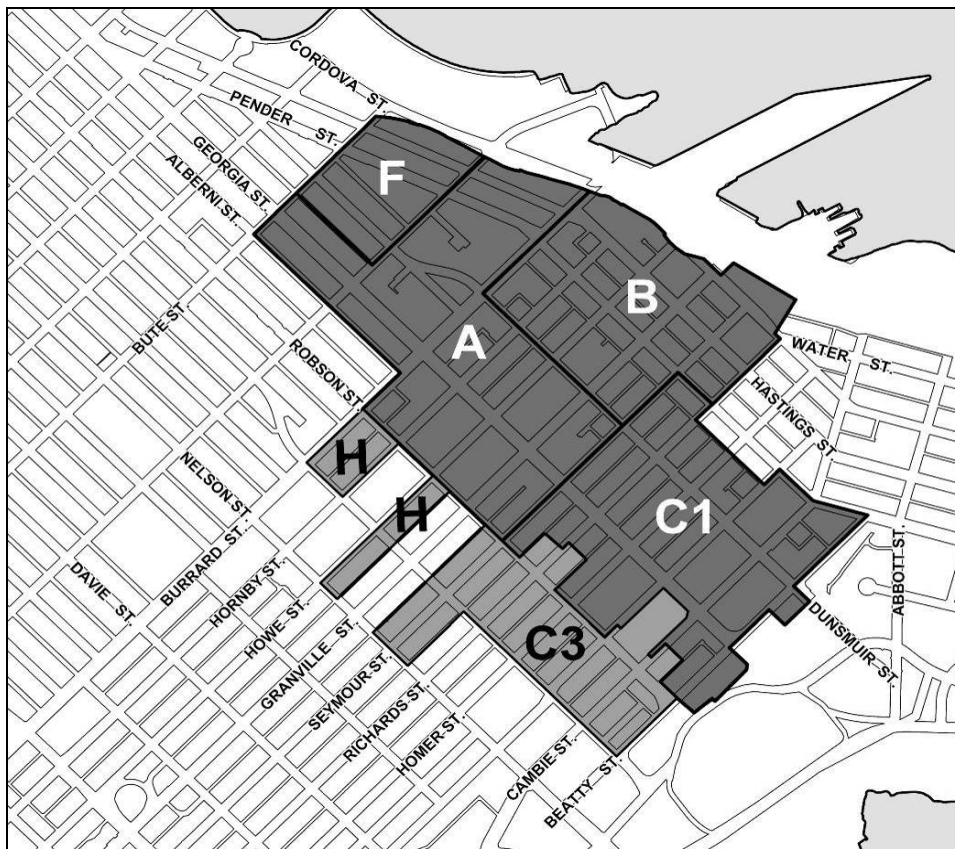 CORDOVA ST.
PENDER ST.
GEORGIA ST.
ALBERNI ST.
F
B
BUTE ST.
A
WATER ST.
ROBSON ST.
HASTINGS ST
H
NELSON ST.
H
C1
BURRARD ST.
DAVIE ST.
HORNBY ST.
ABBOTT ST.
HOWE ST.
DUNSMUIR ST.
C3
GRANVILLE ST.
SEYMOUR ST.
RICHARDS ST.
HOMER ST.
CAMBIE ST.
BEATTY ST.